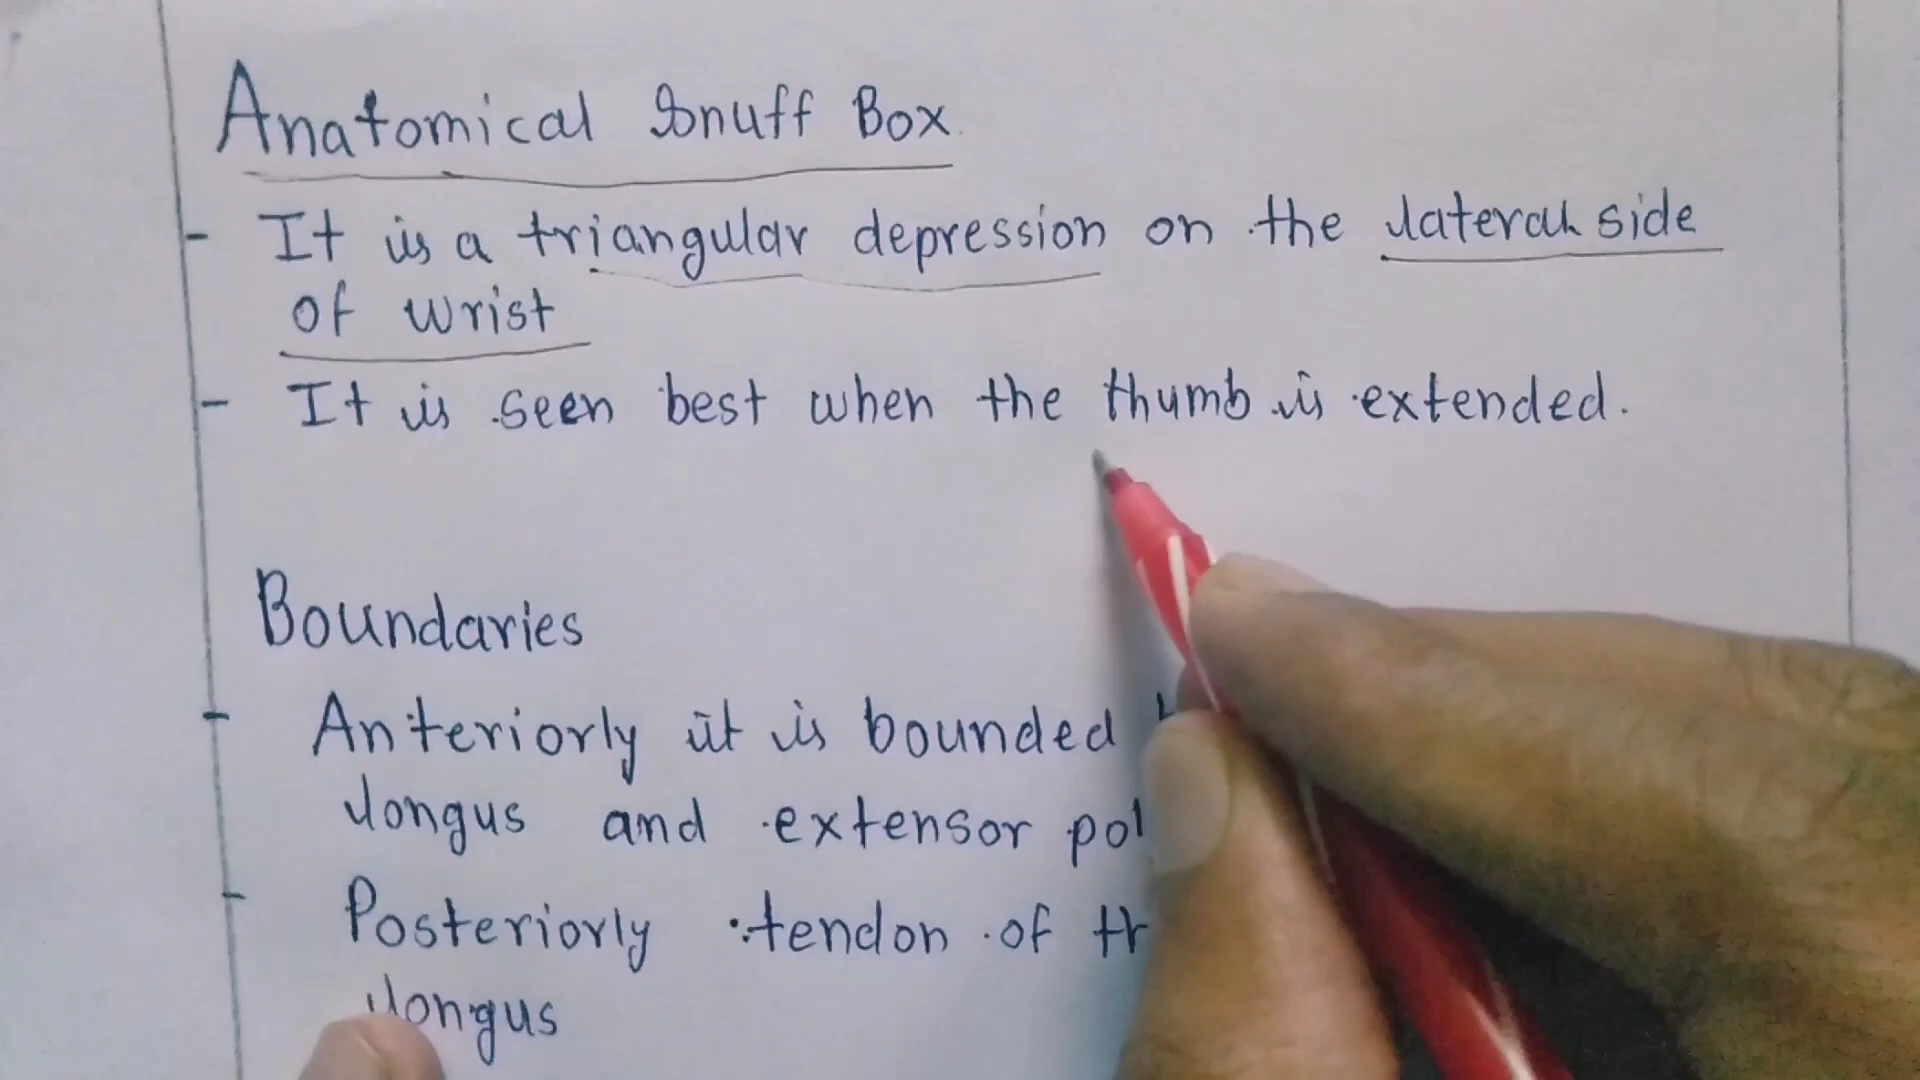 Anatomical Snuff Box
- It is a triangular depression on the lateral side
of wrist
- It is seen best when the thumb is extended.
Boundaries
- Anteriorly it is bounded
longus and extensor
- Posteriorly tendon of
longus